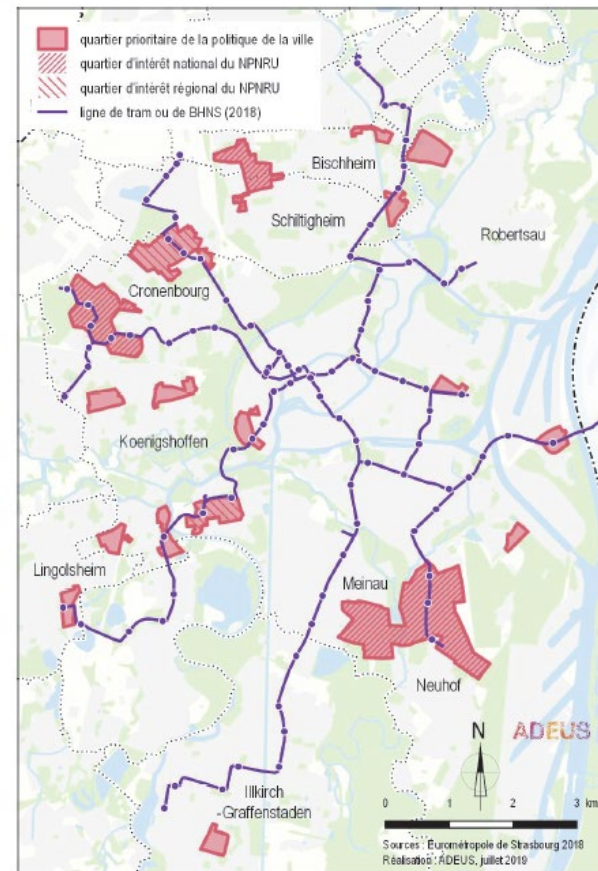 quartier prioritaire de la politique de la ville
quartier d'intérêt national du NPNRU
quartier d'intérêt régional du NPNRU
ligne de tram ou de BHNS (2018)
Bischheim
Schiltigheim
Robertsau
Cronenbourg
Koenigshoffen
Lingolsheim
Meinau
Neuhof
Illkirch
-Graffenstaden
N
ADEUS
0 1 2 3 km
Sources : Eurométropole de Strasbourg 2018
Réalisation : ADEUS, juillet 2019